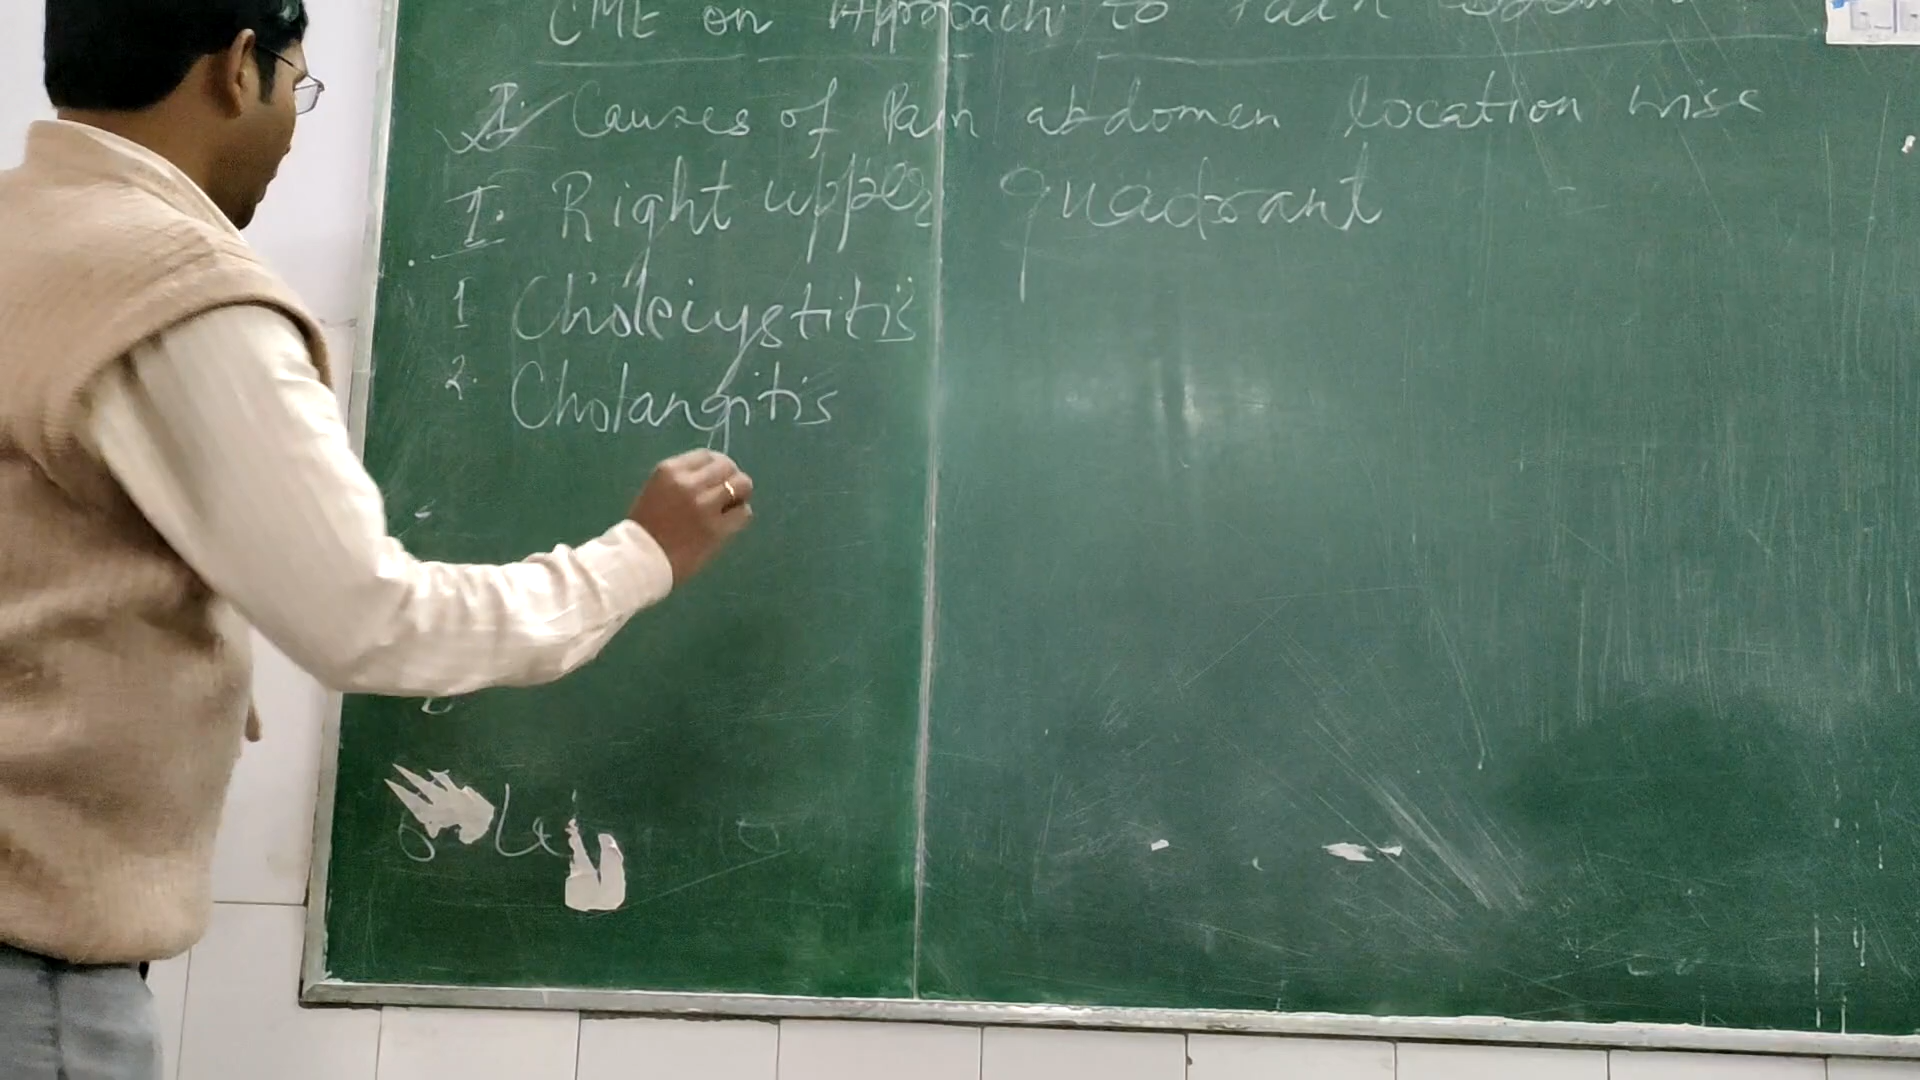 CME on Approach to Pain abdomen
I. Causes of Pain abdomen location wise
I. Right upper quadrant
1 Cholecystitis
2. Cholangitis